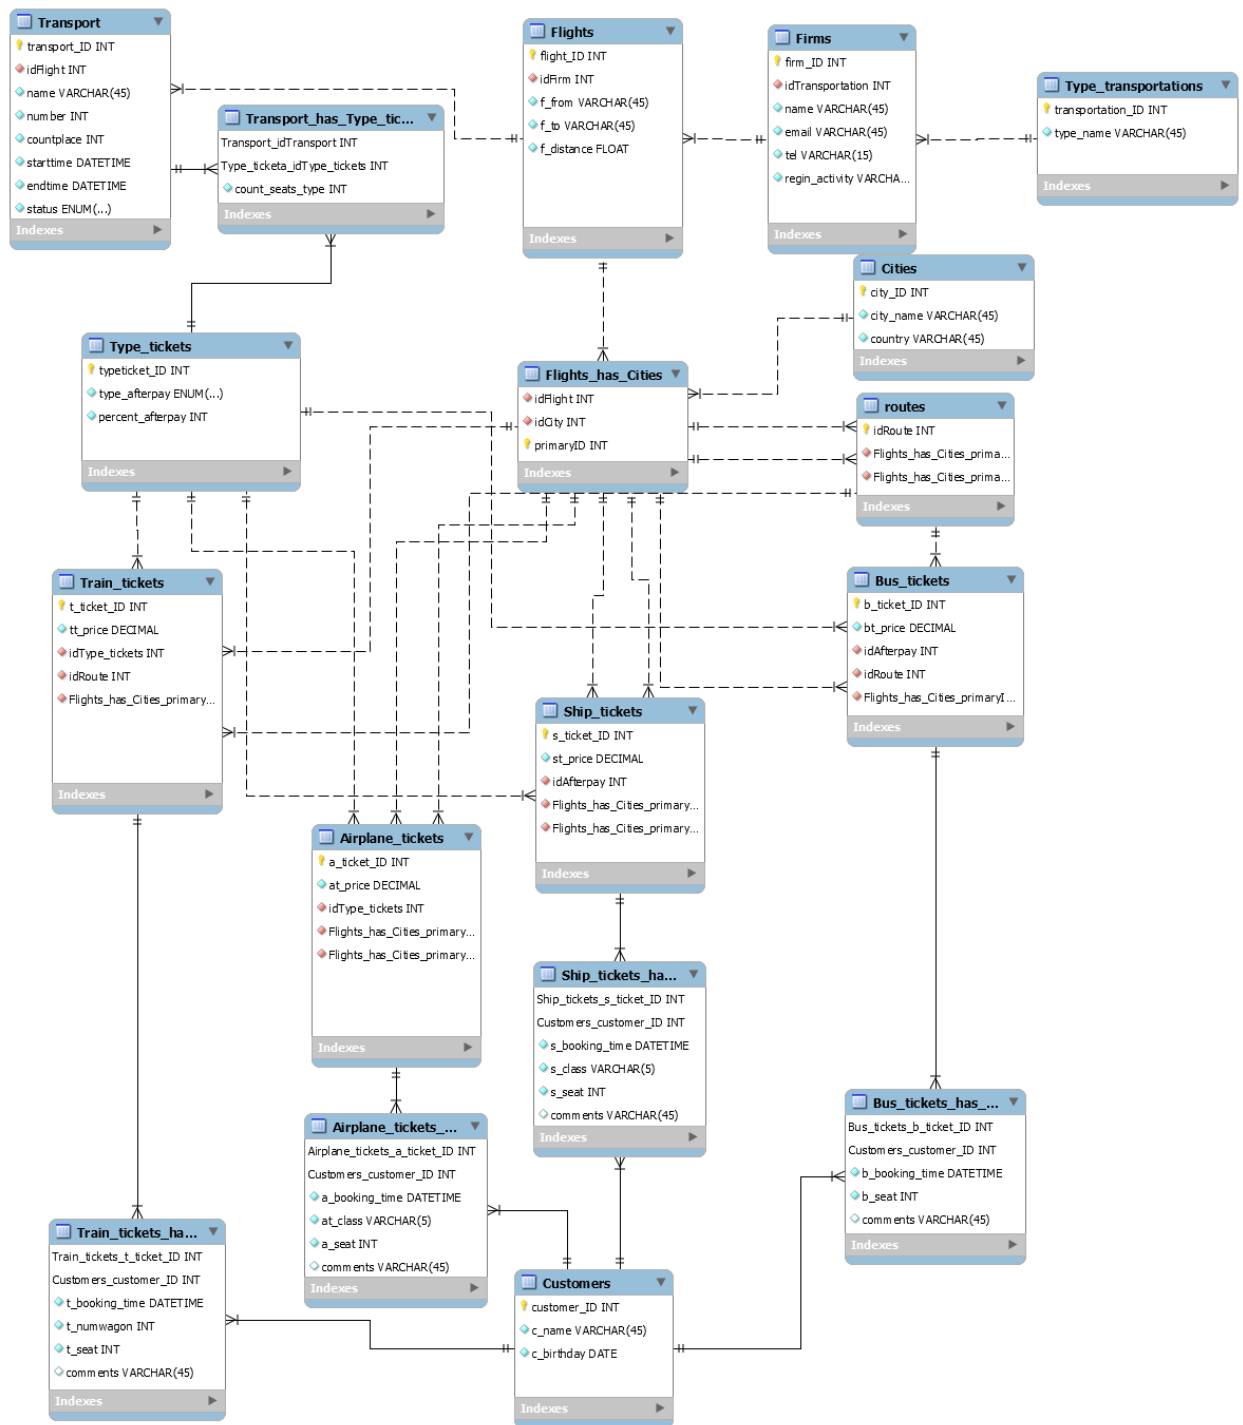 Transport
transport_ID INT
idFlight INT
name VARCHAR(45)
number INT
countplace INT
starttime DATETIME
endtime DATETIME
status ENUM(...)
Indexes
Transport_has_Type_tic...
Transport_idTransport INT
Type_ticketa_idType_tickets INT
count_seats_type INT
Indexes
Flights
flight_ID INT
idFirm INT
f_from VARCHAR(45)
f_to VARCHAR(45)
f_distance FLOAT
Indexes
Firms
firm_ID INT
idTransportation INT
name VARCHAR(45)
email VARCHAR(45)
tel VARCHAR(15)
regin_activity VARCHA...
Indexes
Type_transportations
transportation_ID INT
type_name VARCHAR(45)
Indexes
Cities
city_ID INT
city_name VARCHAR(45)
country VARCHAR(45)
Indexes
Type_tickets
typeticket_ID INT
type_afterpay ENUM(...)
percent_afterpay INT
Indexes
Flights_has_Cities
idFlight INT
idCity INT
primaryID INT
Indexes
routes
idRoute INT
Flights_has_Cities_prima...
Flights_has_Cities_prima...
Indexes
Train_tickets
t_ticket_ID INT
tt_price DECIMAL
idType_tickets INT
idRoute INT
Flights_has_Cities_primary...
Indexes
Bus_tickets
b_ticket_ID INT
bt_price DECIMAL
idAfterpay INT
idRoute INT
Flights_has_Cities_primaryI...
Indexes
Ship_tickets
s_ticket_ID INT
st_price DECIMAL
idAfterpay INT
Flights_has_Cities_primary...
Flights_has_Cities_primary...
Indexes
Airplane_tickets
a_ticket_ID INT
at_price DECIMAL
idType_tickets INT
Flights_has_Cities_primary...
Flights_has_Cities_primary...
Indexes
Ship_tickets_ha...
Ship_tickets_s_ticket_ID INT
Customers_customer_ID INT
s_booking_time DATETIME
s_class VARCHAR(5)
s_seat INT
comments VARCHAR(45)
Indexes
Bus_tickets_has_...
Bus_tickets_b_ticket_ID INT
Customers_customer_ID INT
b_booking_time DATETIME
b_seat INT
comments VARCHAR(45)
Indexes
Airplane_tickets_...
Airplane_tickets_a_ticket_ID INT
Customers_customer_ID INT
a_booking_time DATETIME
at_class VARCHAR(5)
a_seat INT
comments VARCHAR(45)
Indexes
Train_tickets_ha...
Train_tickets_t_ticket_ID INT
Customers_customer_ID INT
t_booking_time DATETIME
t_numwagon INT
t_seat INT
comments VARCHAR(45)
Indexes
Customers
customer_ID INT
c_name VARCHAR(45)
c_birthday DATE
Indexes